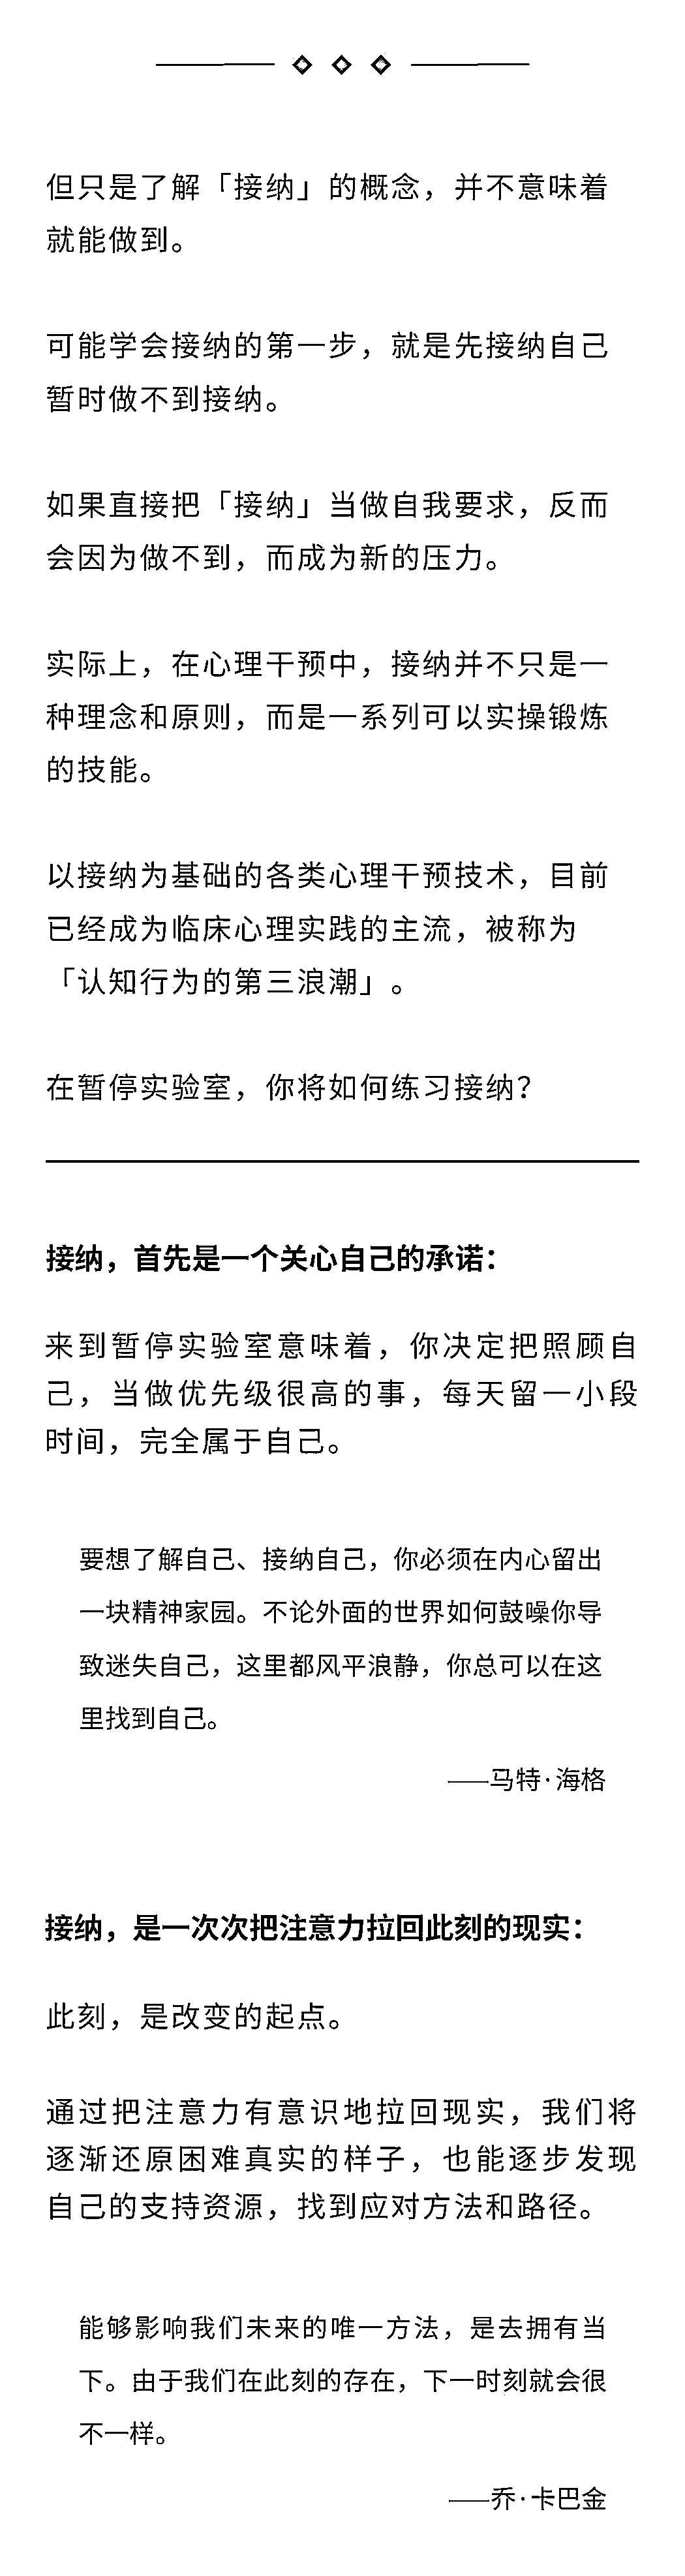 但只是了解「接纳」的概念，并不意味着
就能做到。
可能学会接纳的第一步，就是先接纳自己
暂时做不到接纳。
如果直接把「接纳」当做自我要求，反而
会因为做不到，而成为新的压力。
实际上，在心理干预中，接纳并不只是一
种理念和原则，而是一系列可以实操锻炼
的技能。
以接纳为基础的各类心理干预技术，目前
已经成为临床心理实践的主流，被称为
「认知行为的第三浪潮」。
在暂停实验室，你将如何练习接纳？
接纳，首先是一个关心自己的承诺：
来到暂停实验室意味着，你决定把照顾自
己，当做优先级很高的事，每天留一小段
时间，完全属于自己。
要想了解自己、接纳自己，你必须在内心留出
一块精神家园。不论外面的世界如何鼓噪你导
致迷失自己，这里都风平浪静，你总可以在这
里找到自己。
——马特·海格
接纳，是一次次把注意力拉回此刻的现实：
此刻，是改变的起点。
通过把注意力有意识地拉回现实，我们将
逐渐还原困难真实的样子，也能逐步发现
自己的支持资源，找到应对方法和路径。
能够影响我们未来的唯一方法，是去拥有当
下。由于我们在此刻的存在，下一时刻就会很
不一样。
——乔·卡巴金